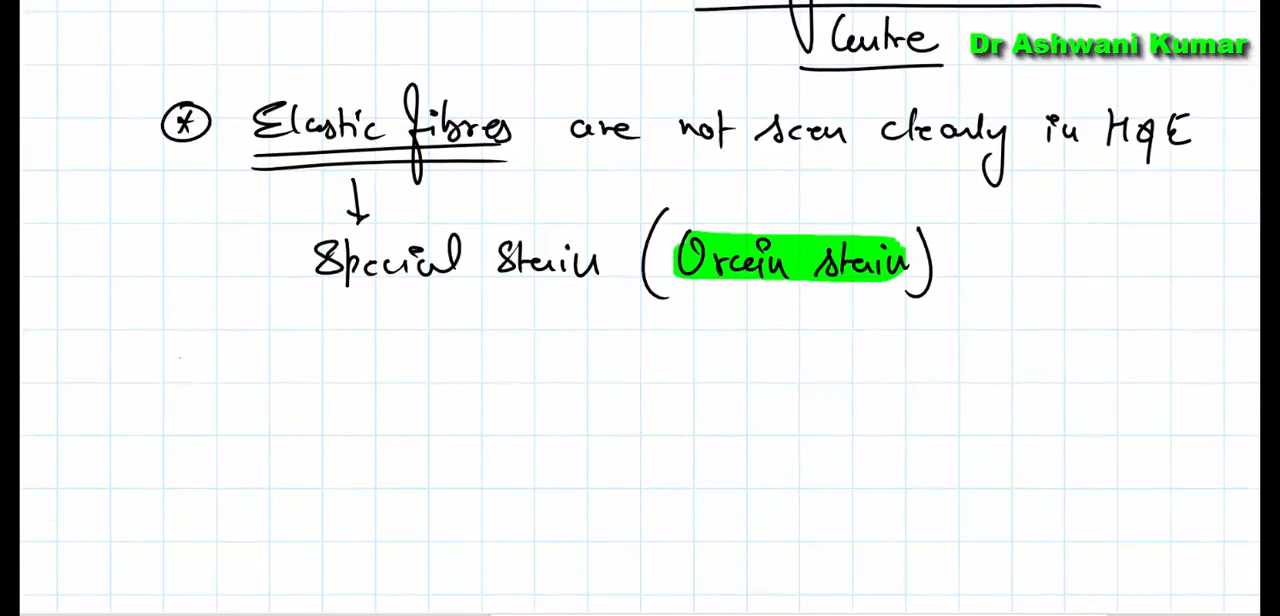 Centre
Dr Ashwani Kumar
* Elastic fibres are not seen clearly in H&E
↓
Special stain (Orcein stain)